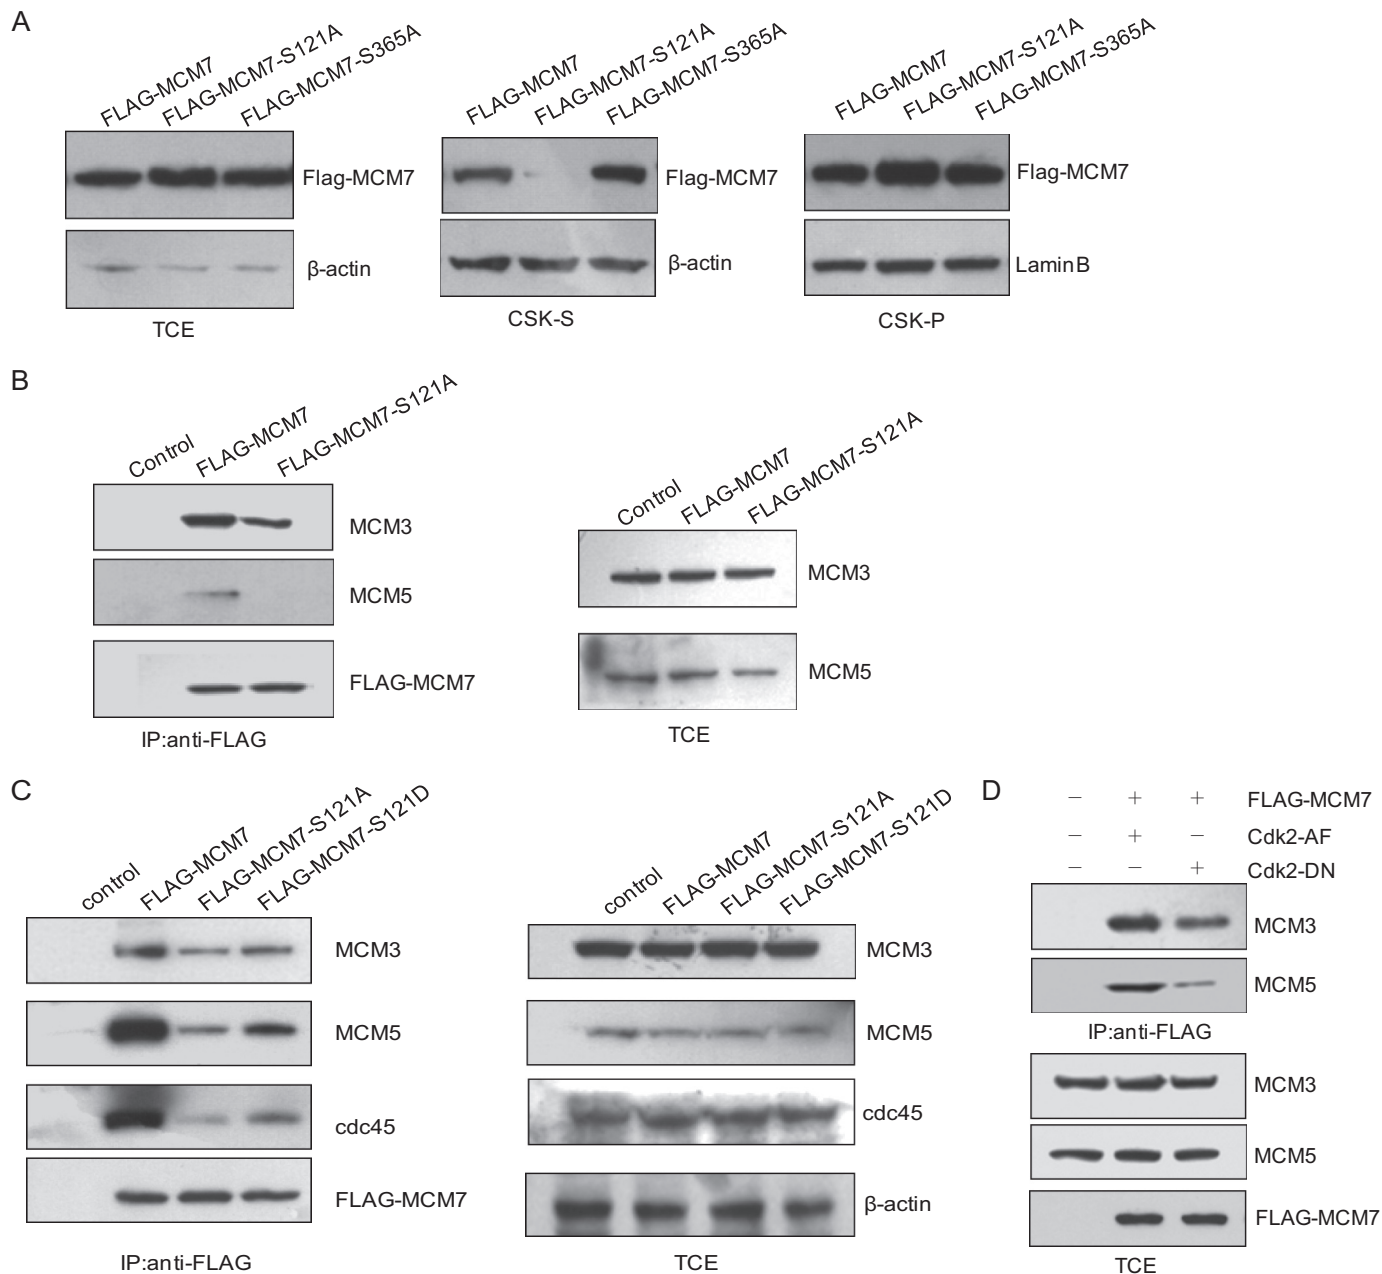 A
FLAG-MCM7
FLAG-MCM7-S121A
FLAG-MCM7-S365A
Flag-MCM7
β-actin
TCE
FLAG-MCM7
FLAG-MCM7-S121A
FLAG-MCM7-S365A
Flag-MCM7
β-actin
CSK-S
FLAG-MCM7
FLAG-MCM7-S121A
FLAG-MCM7-S365A
Flag-MCM7
LaminB
CSK-P
B
Control
FLAG-MCM7
FLAG-MCM7-S121A
MCM3
MCM5
FLAG-MCM7
IP:anti-FLAG
Control
FLAG-MCM7
FLAG-MCM7-S121A
MCM3
MCM5
TCE
C
control
FLAG-MCM7
FLAG-MCM7-S121A
FLAG-MCM7-S121D
MCM3
MCM5
cdc45
FLAG-MCM7
IP:anti-FLAG
control
FLAG-MCM7
FLAG-MCM7-S121A
FLAG-MCM7-S121D
MCM3
MCM5
cdc45
β-actin
TCE
D
− + + FLAG-MCM7
− + − Cdk2-AF
− − + Cdk2-DN
MCM3
MCM5
IP:anti-FLAG
MCM3
MCM5
FLAG-MCM7
TCE